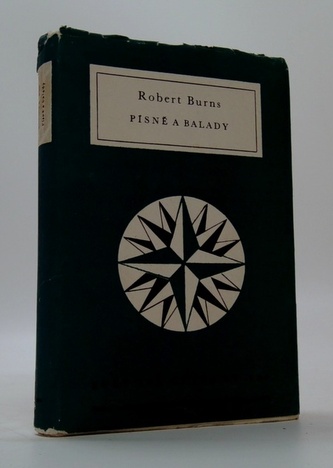 Robert Burns
PÍSNĚ A BALADY